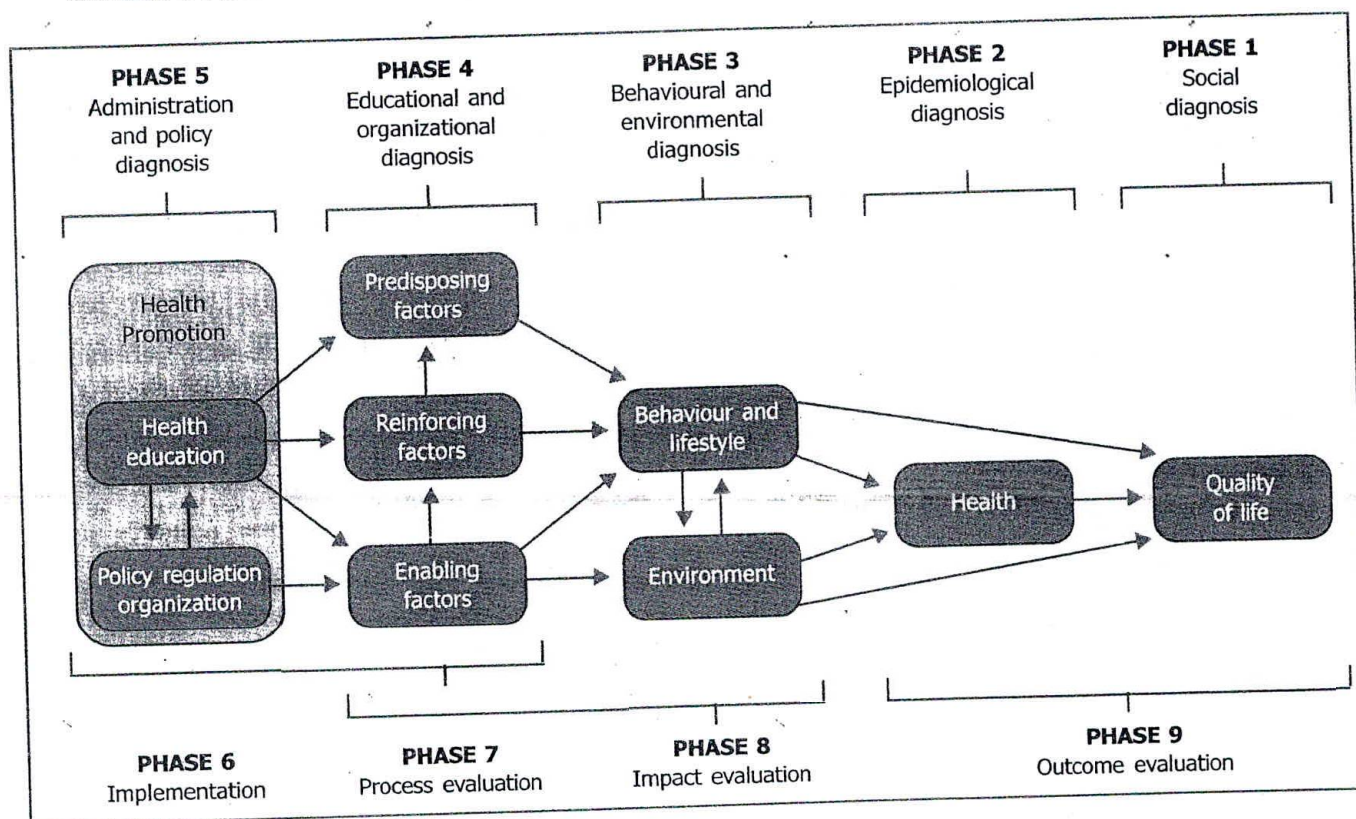 PHASE 5
Administration
and policy
diagnosis
PHASE 4
Educational and
organizational
diagnosis
PHASE 3
Behavioural and
environmental
diagnosis
PHASE 2
Epidemiological
diagnosis
PHASE 1
Social
diagnosis
Health
Promotion
Predisposing
factors
Health
education
Reinforcing
factors
Behaviour and
lifestyle
Health
Quality
of life
Policy regulation
organization
Enabling
factors
Environment
PHASE 6
Implementation
PHASE 7
Process evaluation
PHASE 8
Impact evaluation
PHASE 9
Outcome evaluation